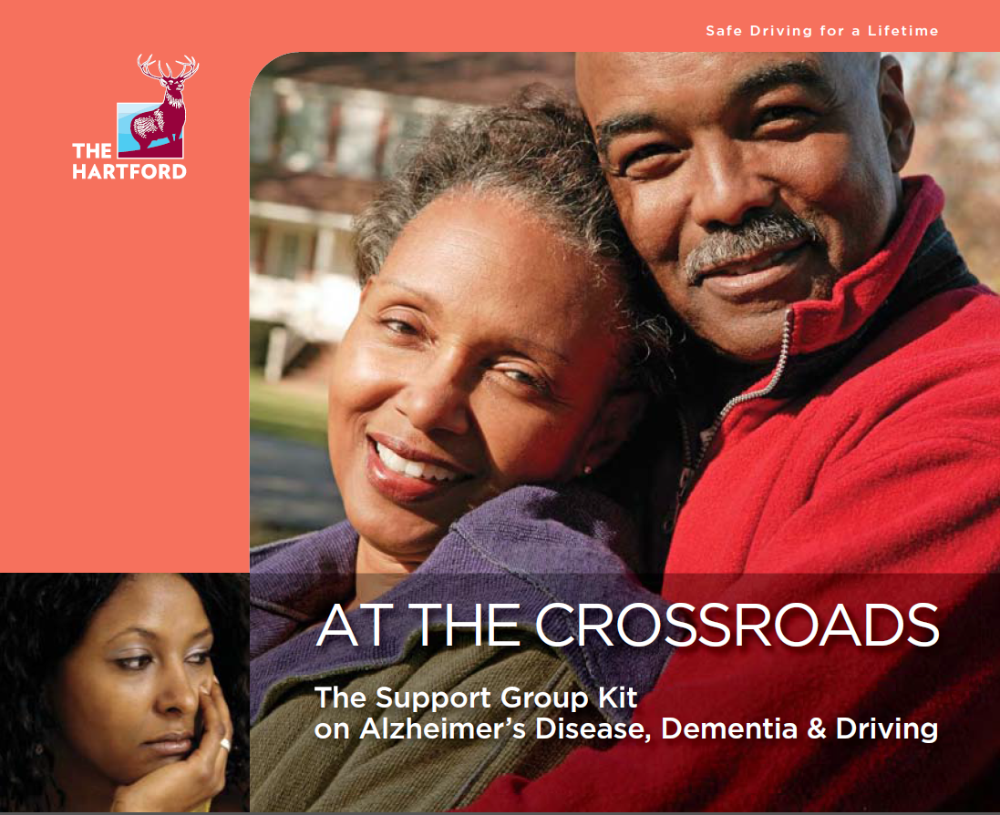 Safe Driving for a Lifetime
THE
HARTFORD
AT THE CROSSROADS
The Support Group Kit
on Alzheimer’s Disease, Dementia & Driving